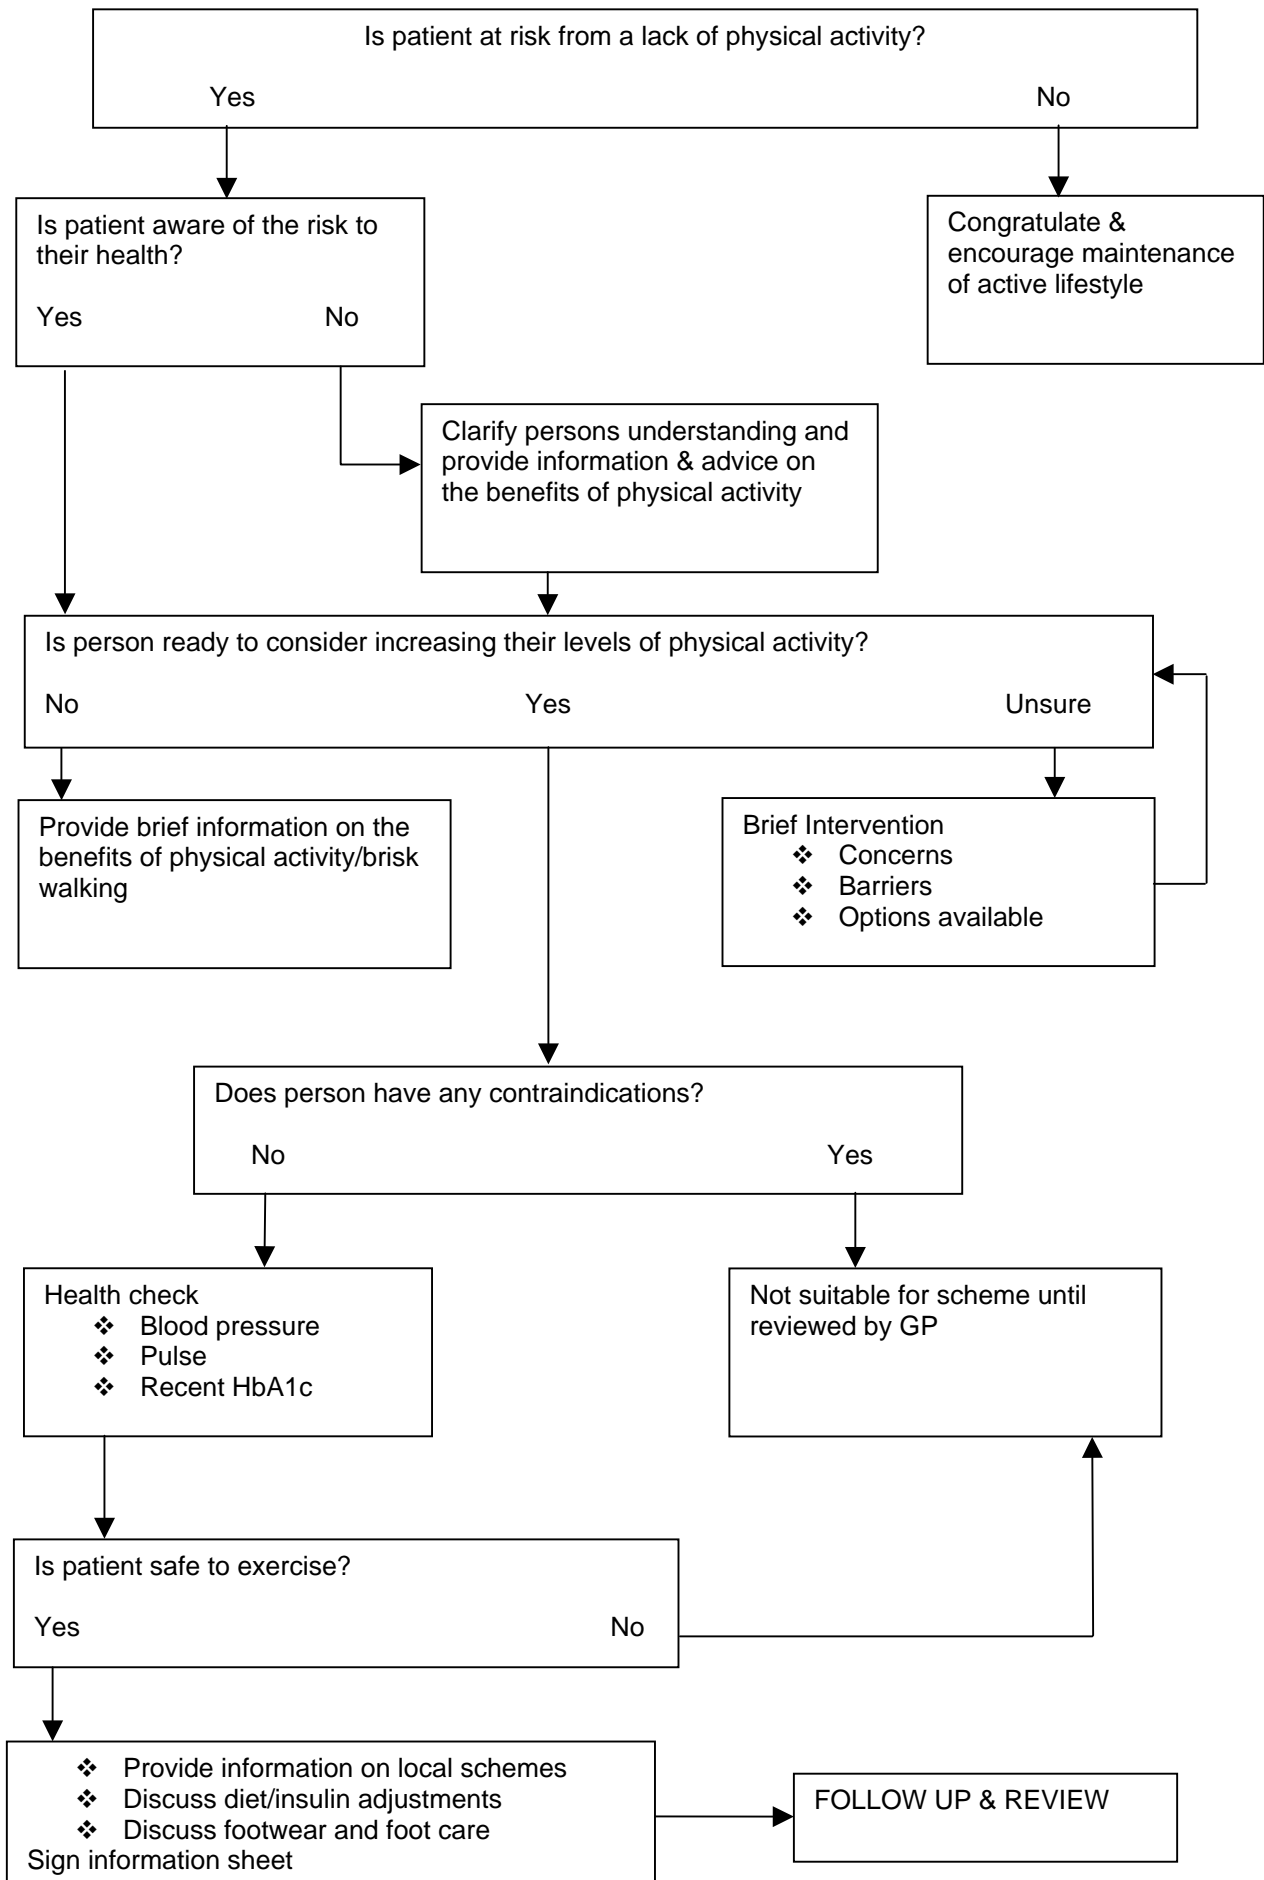 Is patient at risk from a lack of physical activity?
Yes No
Is patient aware of the risk to
their health?
Yes No
Congratulate &
encourage maintenance
of active lifestyle
Clarify persons understanding and
provide information & advice on
the benefits of physical activity
Is person ready to consider increasing their levels of physical activity?
No Yes Unsure
Provide brief information on the
benefits of physical activity/brisk
walking
Brief Intervention
❖ Concerns
❖ Barriers
❖ Options available
Does person have any contraindications?
No Yes
Health check
❖ Blood pressure
❖ Pulse
❖ Recent HbA1c
Not suitable for scheme until
reviewed by GP
Is patient safe to exercise?
Yes No
❖ Provide information on local schemes
❖ Discuss diet/insulin adjustments
❖ Discuss footwear and foot care
Sign information sheet
FOLLOW UP & REVIEW